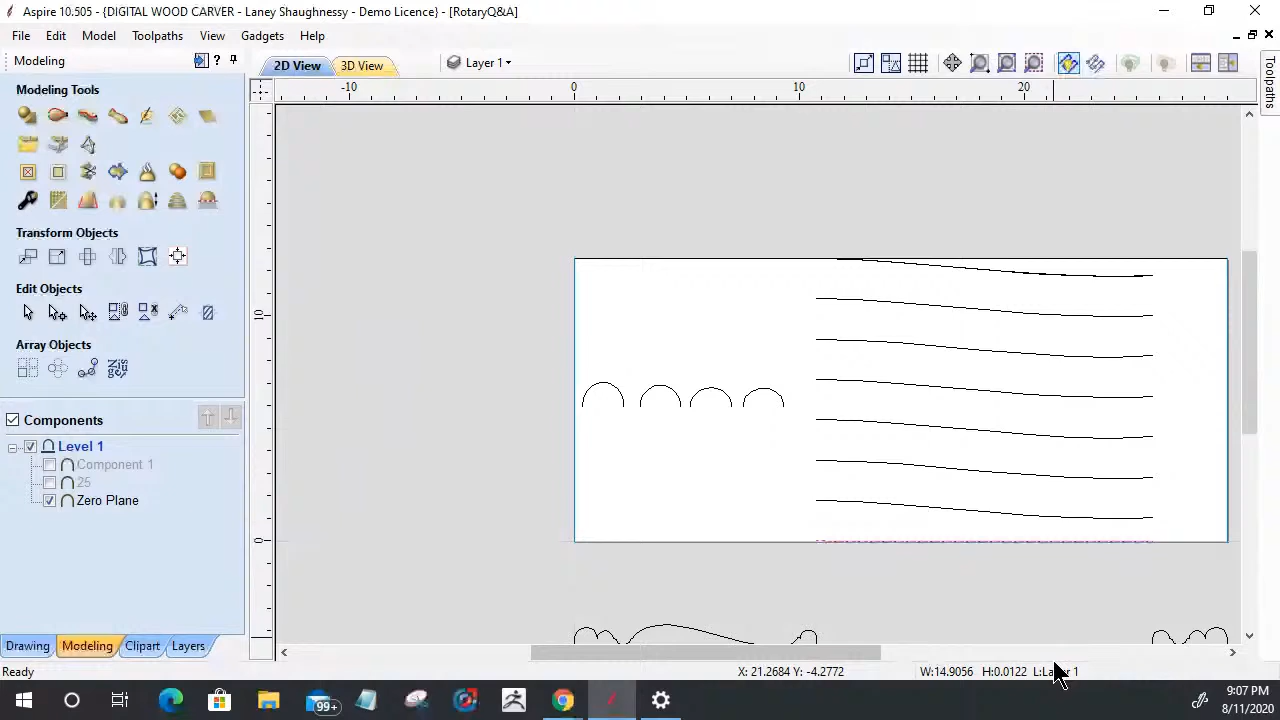 Aspire 10.505 - {DIGITAL WOOD CARVER - Laney Shaughnessy - Demo Licence} - [RotaryQ&A]
File Edit Model Toolpaths View Gadgets Help
Modeling
2D View 3D View Layer 1
Toolpaths
Modeling Tools
-10 0 10 20
Transform Objects
Edit Objects
10
Array Objects
Components
Level 1
Component 1
25
Zero Plane
0
Drawing Modeling Clipart Layers
Ready X: 21.2684 Y: -4.2772 W:14.9056 H:0.0122 L:Layer 1
99+
9:07 PM
8/11/2020